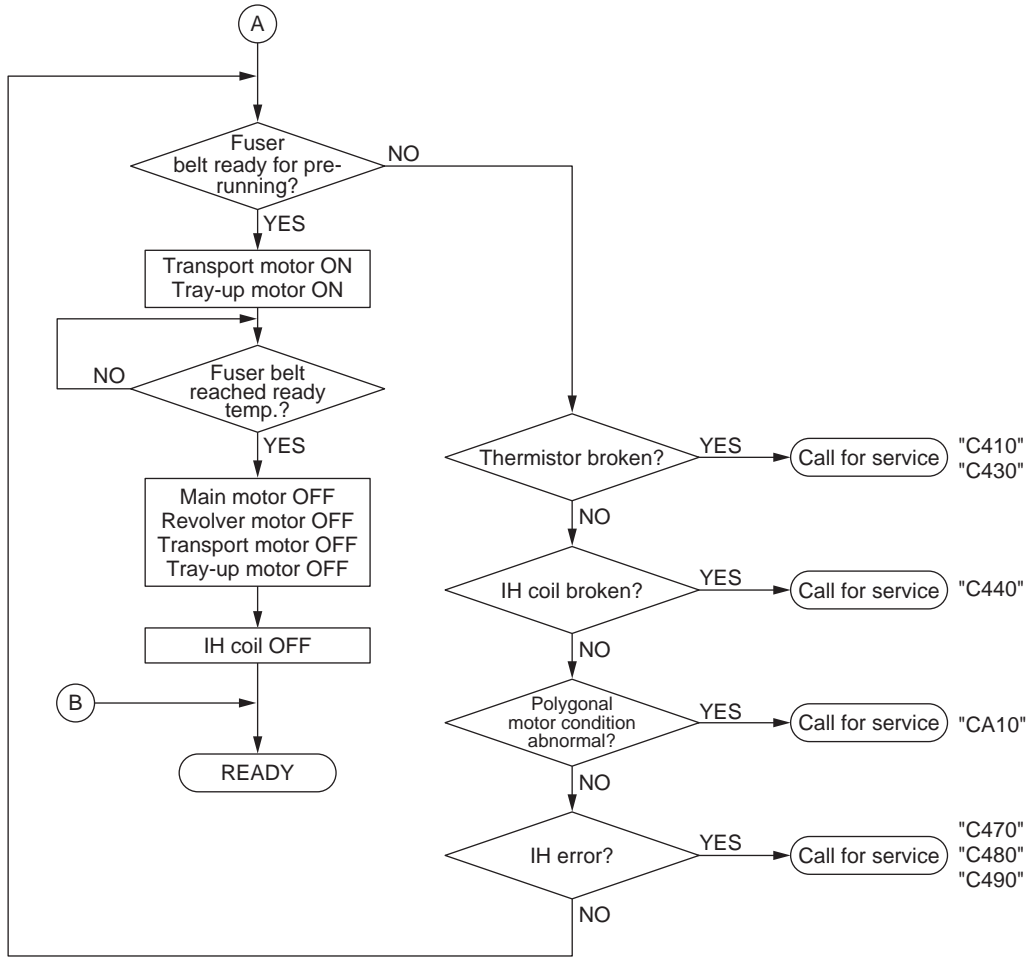 A
Fuser
belt ready for pre-
running?
NO
YES
Transport motor ON
Tray-up motor ON
NO
Fuser belt
reached ready
temp.?
YES
Main motor OFF
Revolver motor OFF
Transport motor OFF
Tray-up motor OFF
IH coil OFF
B
READY
Thermistor broken?
YES
Call for service
"C410"
"C430"
NO
IH coil broken?
YES
Call for service
"C440"
NO
Polygonal
motor condition
abnormal?
YES
Call for service
"CA10"
NO
IH error?
YES
Call for service
"C470"
"C480"
"C490"
NO